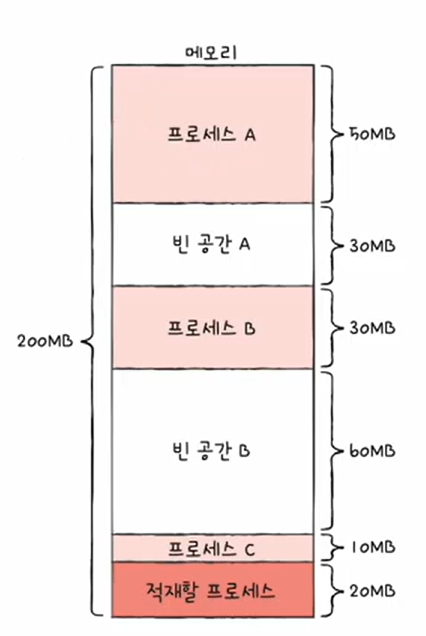 메모리
프로세스 A
50MB
빈 공간 A
30MB
프로세스 B
30MB
200MB
빈 공간 B
60MB
프로세스 C
10MB
적재할 프로세스
20MB